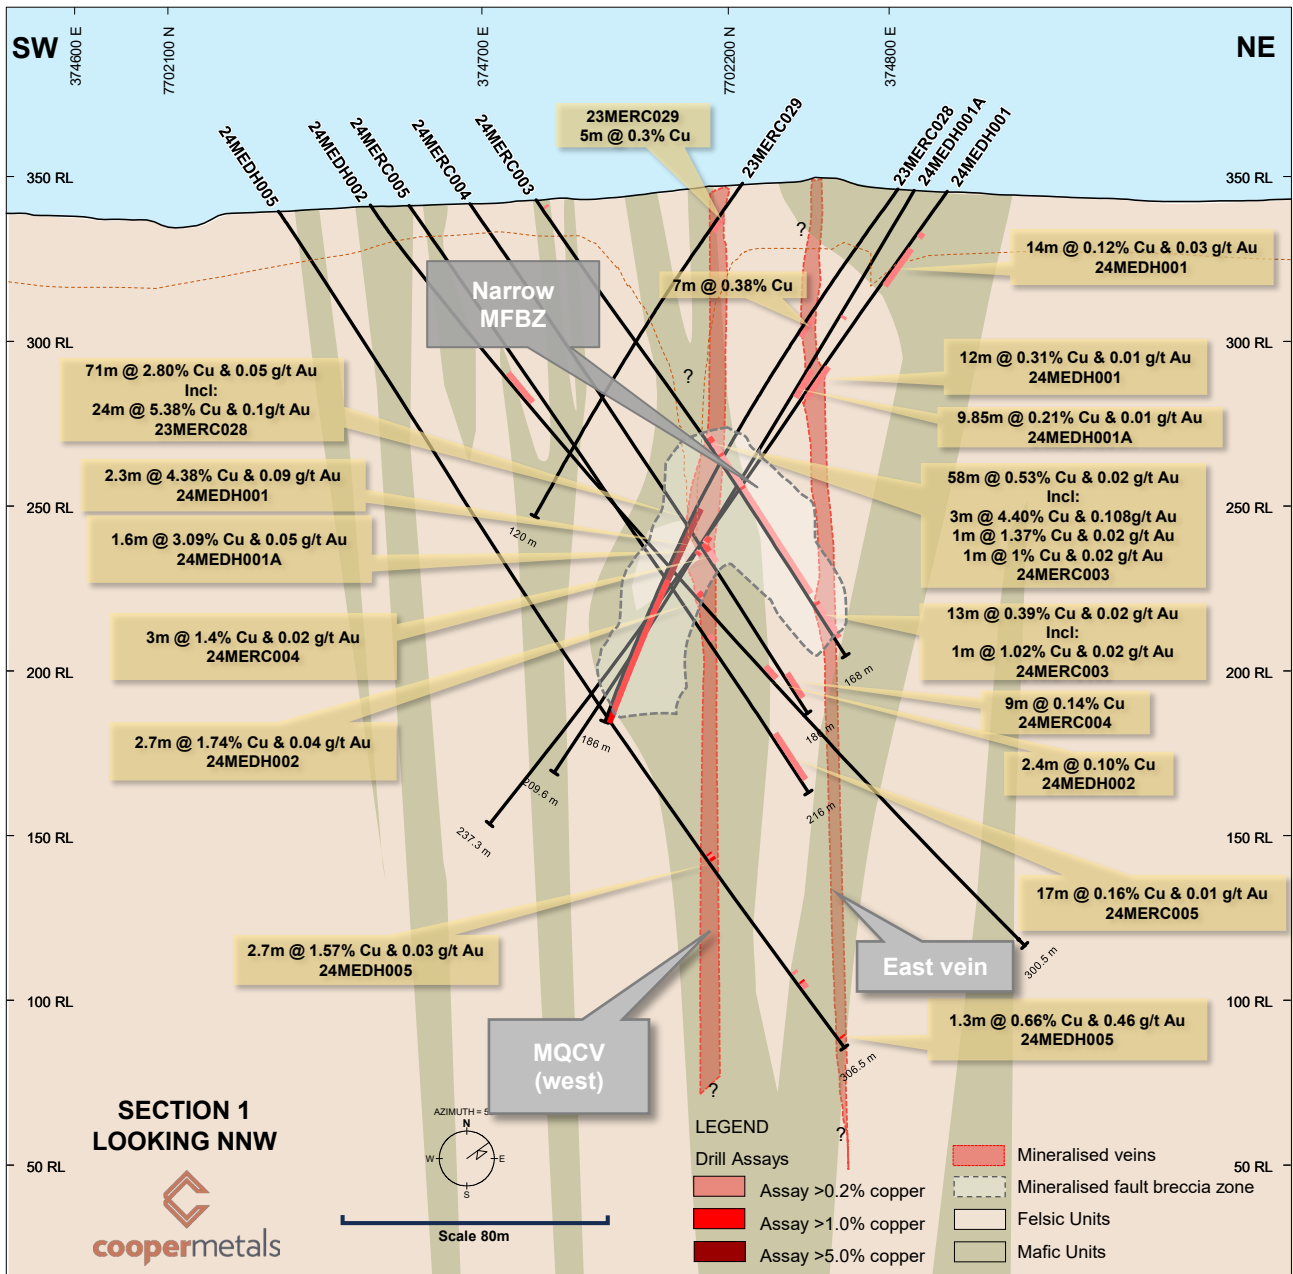 SW
NE
374600 E
7702100 N
374700 E
7702200 N
374800 E
24MEDH005
24MEDH002
24MERC005
24MERC004
24MERC003
23MERC029
23MERC028
24MEDH001A
24MEDH001
23MERC029
5m @ 0.3% Cu
350 RL
350 RL
?
14m @ 0.12% Cu & 0.03 g/t Au
24MEDH001
7m @ 0.38% Cu
Narrow
MFBZ
300 RL
300 RL
?
71m @ 2.80% Cu & 0.05 g/t Au
Incl:
24m @ 5.38% Cu & 0.1g/t Au
23MERC028
12m @ 0.31% Cu & 0.01 g/t Au
24MEDH001
9.85m @ 0.21% Cu & 0.01 g/t Au
24MEDH001A
2.3m @ 4.38% Cu & 0.09 g/t Au
24MEDH001
58m @ 0.53% Cu & 0.02 g/t Au
Incl:
3m @ 4.40% Cu & 0.108g/t Au
1m @ 1.37% Cu & 0.02 g/t Au
1m @ 1% Cu & 0.02 g/t Au
24MERC003
250 RL
250 RL
120 m
1.6m @ 3.09% Cu & 0.05 g/t Au
24MEDH001A
3m @ 1.4% Cu & 0.02 g/t Au
24MERC004
13m @ 0.39% Cu & 0.02 g/t Au
Incl:
1m @ 1.02% Cu & 0.02 g/t Au
24MERC003
200 RL
200 RL
168 m
9m @ 0.14% Cu
24MERC004
2.7m @ 1.74% Cu & 0.04 g/t Au
24MEDH002
186 m
2.4m @ 0.10% Cu
24MEDH002
209.6 m
216 m
237.3 m
150 RL
150 RL
17m @ 0.16% Cu & 0.01 g/t Au
24MERC005
2.7m @ 1.57% Cu & 0.03 g/t Au
24MEDH005
East vein
300.5 m
100 RL
100 RL
1.3m @ 0.66% Cu & 0.46 g/t Au
24MEDH005
MQCV
(west)
306.5 m
?
?
SECTION 1
LOOKING NNW
AZIMUTH = 5
N
W
E
S
50 RL
50 RL
Scale 80m
coopermetals
LEGEND
Drill Assays
Assay >0.2% copper
Assay >1.0% copper
Assay >5.0% copper
Mineralised veins
Mineralised fault breccia zone
Felsic Units
Mafic Units